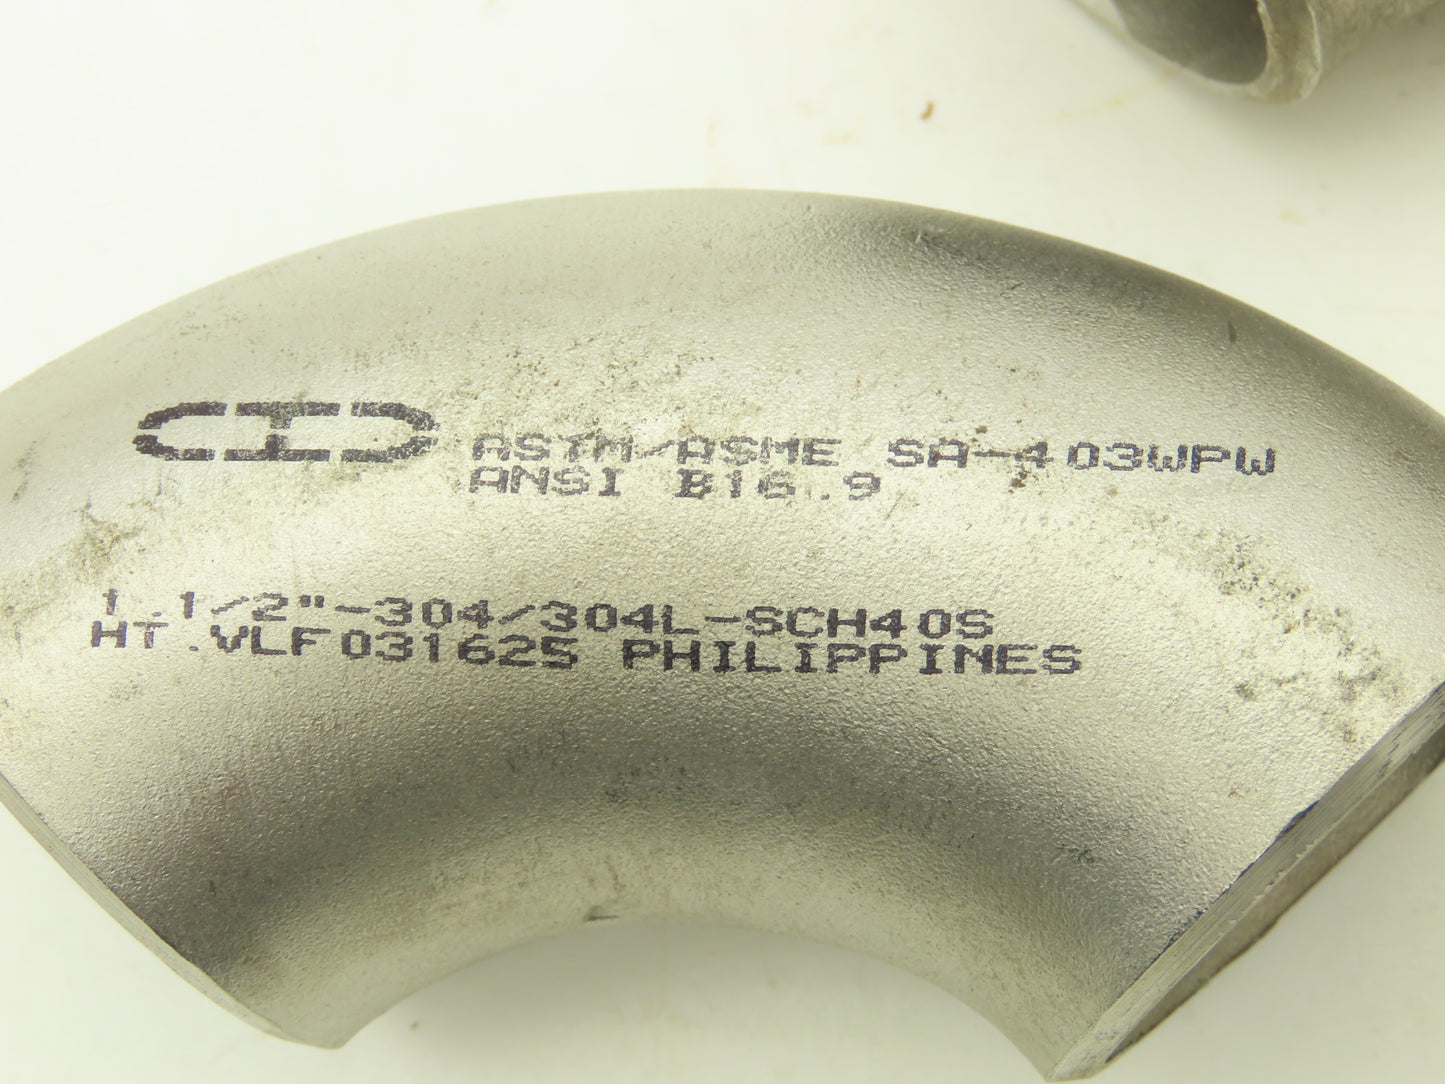 ASTM/ASME SA-403WPW
ANSI B16.9
1.1/2"-304/304L-SCH40S
HT.VLF031625 PHILIPPINES